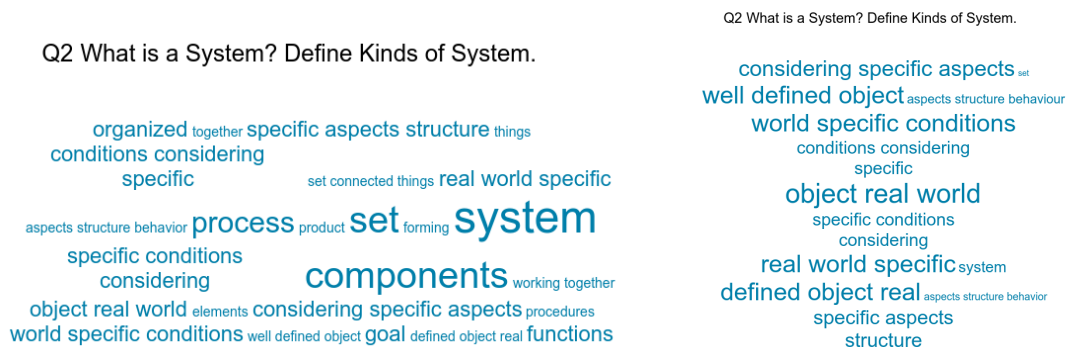 Q2 What is a System? Define Kinds of System.
organized together specific aspects structure things
conditions considering
specific
set connected things real world specific
aspects structure behavior process product set forming system
specific conditions
considering
components working together
object real world elements considering specific aspects procedures
world specific conditions well defined object goal defined object real functions
Q2 What is a System? Define Kinds of System.
considering specific aspects set
well defined object aspects structure behaviour
world specific conditions
conditions considering
specific
object real world
specific conditions
considering
real world specific system
defined object real aspects structure behavior
specific aspects
structure